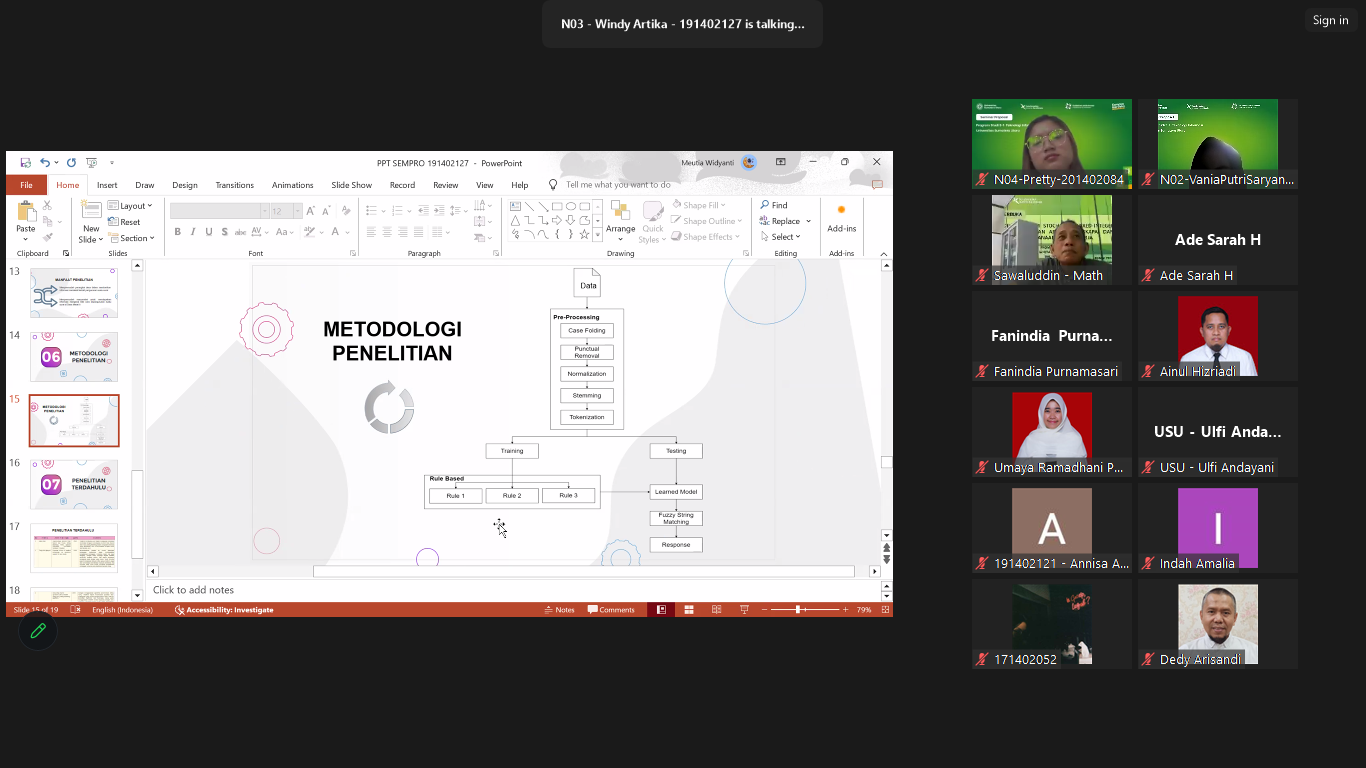 N03 - Windy Artika - 191402127 is talking...
Sign in
PPT SEMPRO 191402127 - PowerPoint
Meutia Widyanti
File Home Insert Draw Design Transitions Animations Slide Show Record Review View Help Tell me what you want to do
Paste
New
Slide
Layout
Reset
Section
12
B I U S abc AV Aa A
Arrange
Quick
Styles
Shape Fill
Shape Outline
Shape Effects
Find
Replace
Select
Add-ins
Clipboard Slides Font Paragraph Drawing Editing Add-ins
13
MANFAAT PENELITIAN
14
06
METODOLOGI
PENELITIAN
15
METODOLOGI
PENELITIAN
16
07
PENELITIAN
TERDAHULU
17
PENELITIAN TERDAHULU
18
METODOLOGI
PENELITIAN
Data
Pre-Processing
Case Folding
Punctual
Removal
Normalization
Stemming
Tokenization
Training
Testing
Rule Based
Rule 1
Rule 2
Rule 3
Learned Model
Fuzzy String
Matching
Response
Click to add notes
Slide 15 of 19 English (Indonesia) Accessibility: Investigate Notes Comments 79%
N04-Pretty-201402084
N02-VaniaPutriSaryan...
Sawaluddin - Math
Ade Sarah H
Ade Sarah H
Fanindia Purna...
Fanindia Purnamasari
Ainul Hizriadi
Umaya Ramadhani P...
USU - Ulfi Anda...
USU - Ulfi Andayani
A
191402121 - Annisa A...
I
Indah Amalia
171402052
Dedy Arisandi